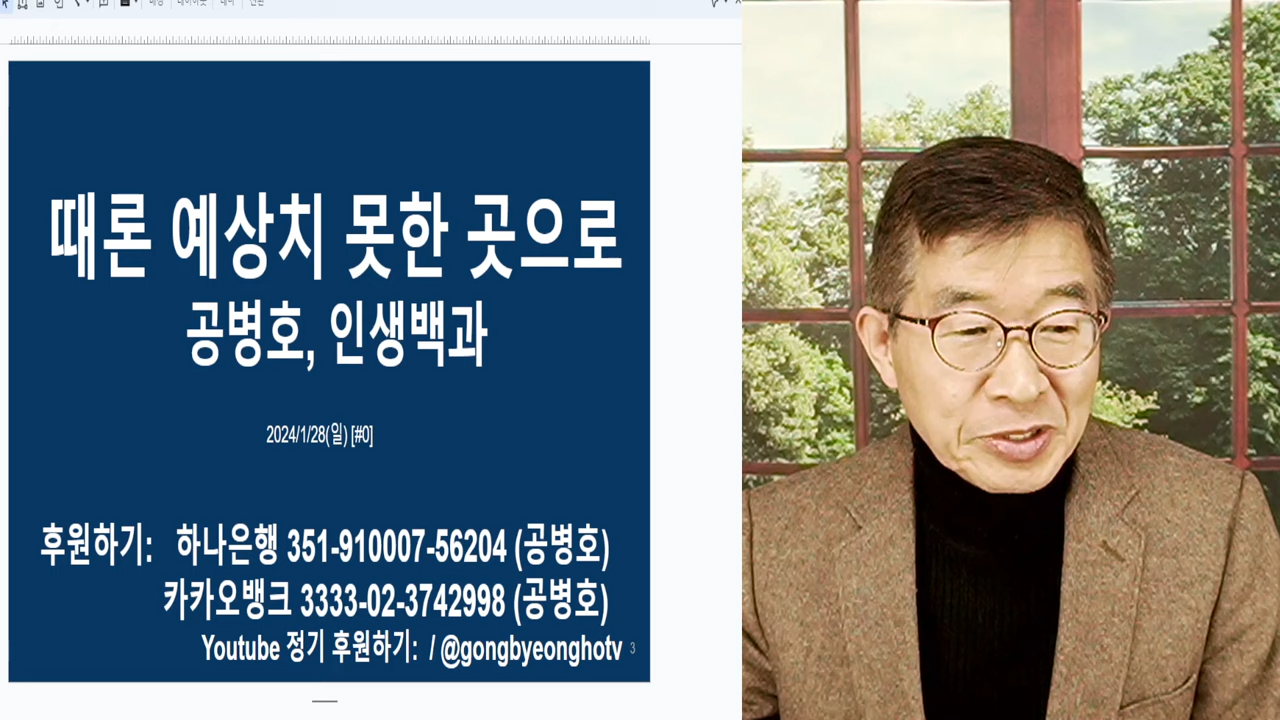 때론 예상치 못한 곳으로
공병호, 인생백과
2024/1/28(일) [#0]
후원하기: 하나은행 351-910007-56204 (공병호)
카카오뱅크 3333-02-3742998 (공병호)
Youtube 정기 후원하기: / @gongbyeonghotv
3